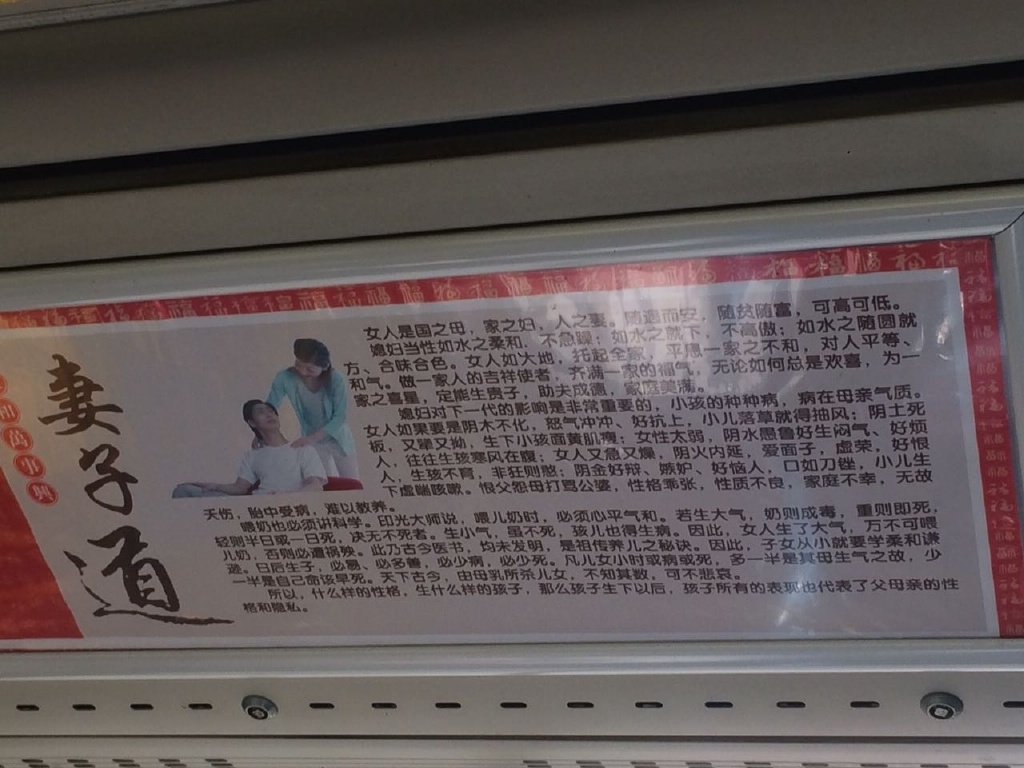 和萬事興
妻子道
女人是国之母，家之妇，人之妻。随遇而安，随贫随富，可高可低。
媳妇当性如水之柔和，不急躁；如水之就下，不高傲；如水之随圆就
方、合味合色。女人如大地，托起全家，平息一家之不和，对人平等、
和气。做一家人的吉祥使者，齐满一家的福气，无论如何总是欢喜，为一
家之喜星，定能生贵子，助夫成德，家庭美满。
媳妇对下一代的影响是非常重要的，小孩的种种病，病在母亲气质。
女人如果要是阴木不化，怒气冲冲、好抗上，小儿落草就得抽风；阴土死
板，又犟又拗，生下小孩面黄肌瘦；女性太弱，阴水愚鲁好生闷气、好烦
人，往往生孩寒风在腹；女人又急又燥，阴火内延，爱面子，虚荣，好恨
人，生孩不育，非狂则憨；阴金好辩、嫉妒、好恼人，口如刀锉，小儿生
下虚喘咳嗽。恨父怨母打骂公婆，性格乖张，性质不良，家庭不幸，无故
夭伤，胎中受病，难以教养。
喂奶也必须讲科学。印光大师说，喂儿奶时，必须心平气和。若生大气，奶则成毒，重则即死，
轻则半日或一日死，决无不死者。生小气，虽不死，孩儿也得生病。因此，女人生了大气，万不可喂
儿奶，否则必遭祸殃。此乃古今医书，均未发明，是祖传养儿之秘诀。因此，子女从小就要学柔和谦
逊。日后生子，必易，必多善，必少病，必少死。凡儿女小时或病或死，多一半是其母生气之故，少
一半是自己命该早死。天下古今，由母乳所杀儿女，不知其数，可不悲哀。
所以，什么样的性格，生什么样的孩子，那么孩子生下以后，孩子所有的表现也代表了父母亲的性
格和隐私。